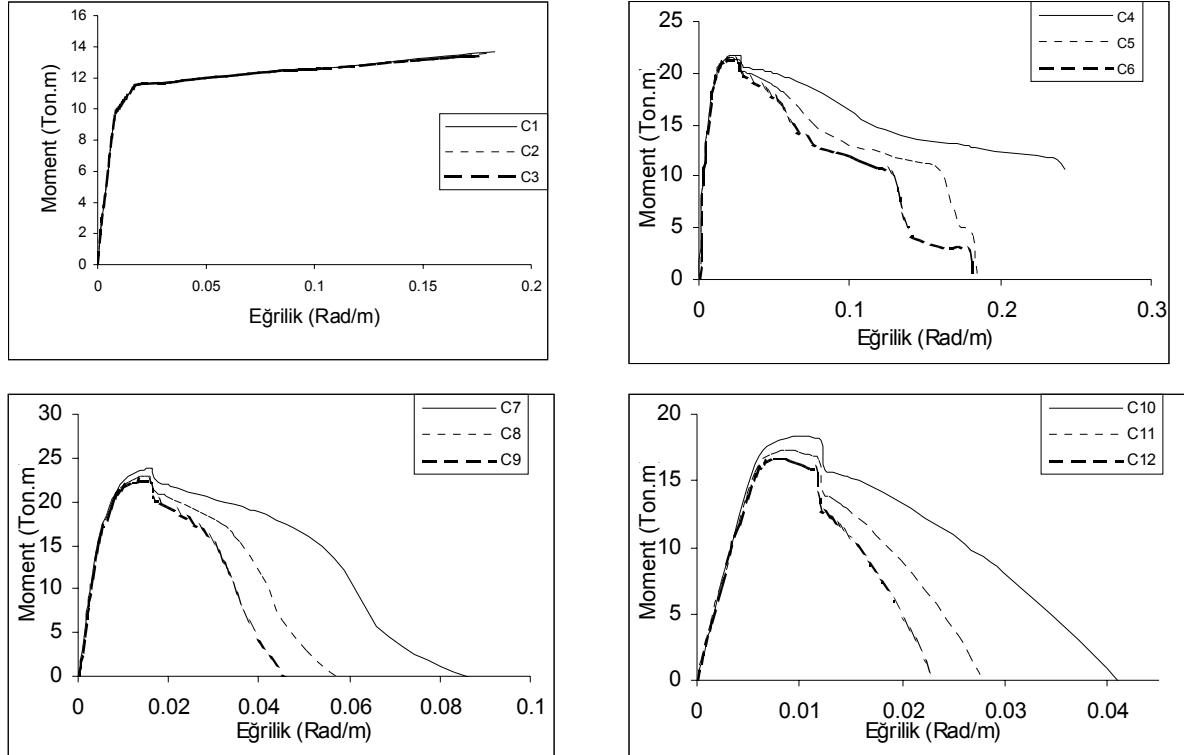 16
14
12
10
8
6
4
2
0
Moment (Ton.m)
0 0.05 0.1 0.15 0.2
Eğrilik (Rad/m)
C1
C2
C3
25
20
15
10
5
0
Moment (Ton.m)
0 0.1 0.2 0.3
Eğrilik (Rad/m)
C4
C5
C6
30
25
20
15
10
5
0
Moment (Ton.m
0 0.02 0.04 0.06 0.08 0.1
Eğrilik (Rad/m)
C7
C8
C9
20
15
10
5
0
Moment (Ton.m
0 0.01 0.02 0.03 0.04
Eğrilik (Rad/m)
C10
C11
C12